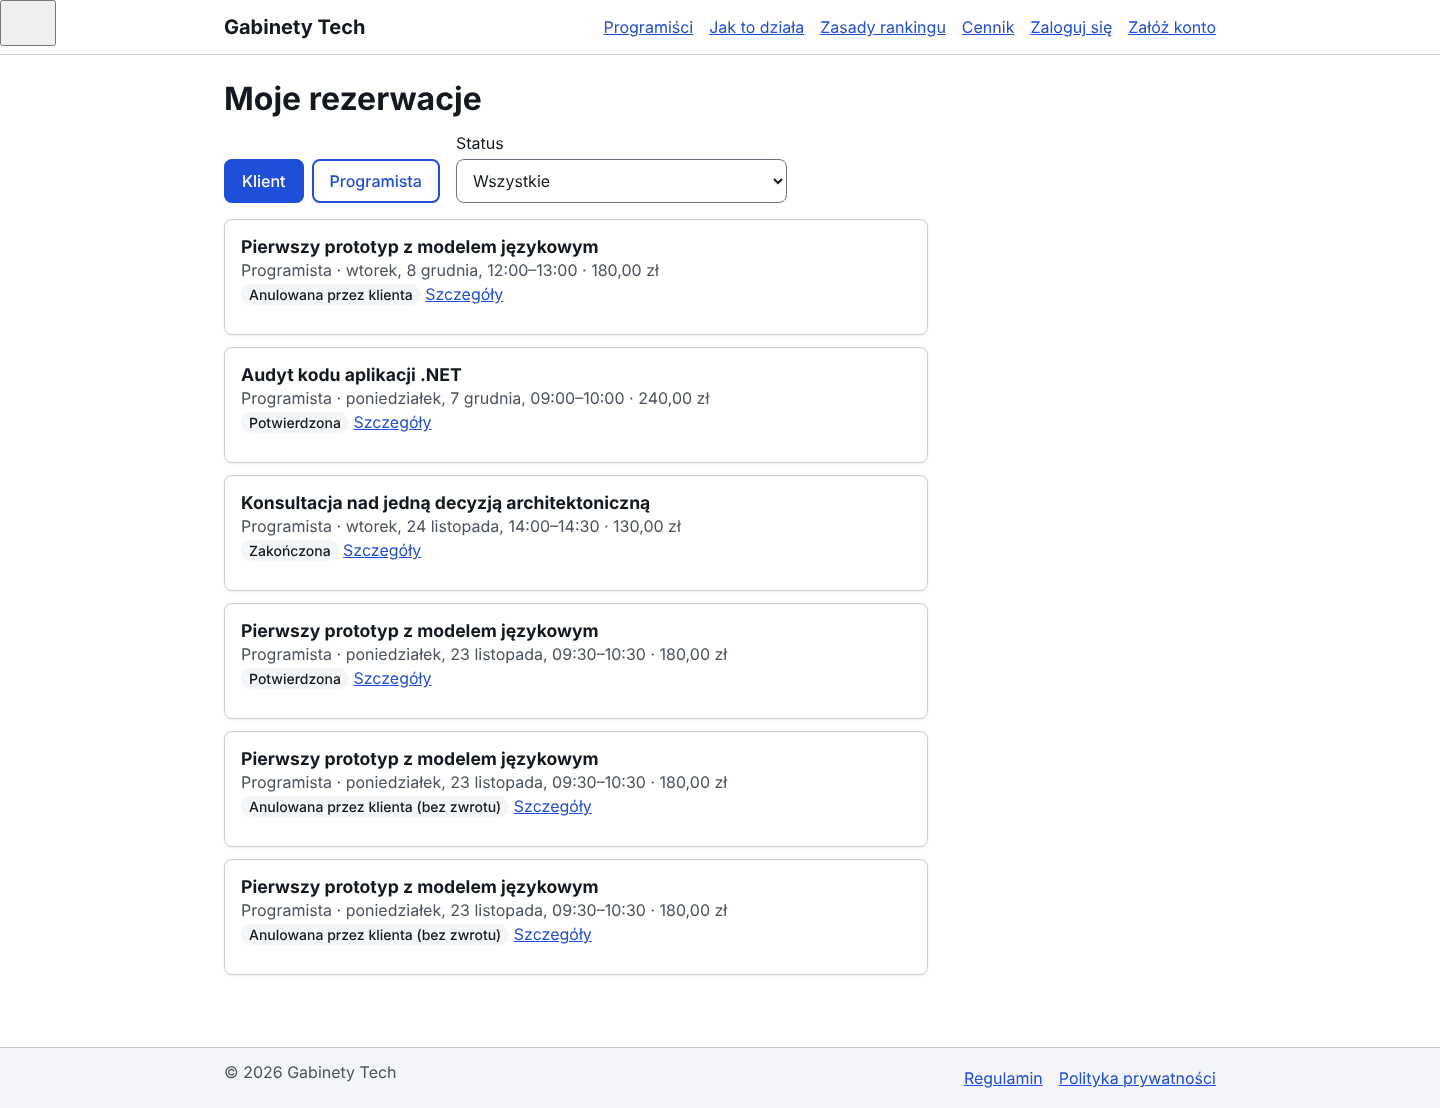 Gabinety Tech
Programiści Jak to działa Zasady rankingu Cennik Zaloguj się Załóż konto
Moje rezerwacje
Status
Klient Programista Wszystkie
Pierwszy prototyp z modelem językowym
Programista · wtorek, 8 grudnia, 12:00–13:00 · 180,00 zł
Anulowana przez klienta Szczegóły
Audyt kodu aplikacji .NET
Programista · poniedziałek, 7 grudnia, 09:00–10:00 · 240,00 zł
Potwierdzona Szczegóły
Konsultacja nad jedną decyzją architektoniczną
Programista · wtorek, 24 listopada, 14:00–14:30 · 130,00 zł
Zakończona Szczegóły
Pierwszy prototyp z modelem językowym
Programista · poniedziałek, 23 listopada, 09:30–10:30 · 180,00 zł
Potwierdzona Szczegóły
Pierwszy prototyp z modelem językowym
Programista · poniedziałek, 23 listopada, 09:30–10:30 · 180,00 zł
Anulowana przez klienta (bez zwrotu) Szczegóły
Pierwszy prototyp z modelem językowym
Programista · poniedziałek, 23 listopada, 09:30–10:30 · 180,00 zł
Anulowana przez klienta (bez zwrotu) Szczegóły
© 2026 Gabinety Tech
Regulamin Polityka prywatności